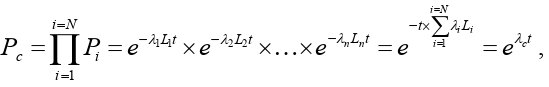 $P_c = \prod_{i=1}^{i=N} P_i = e^{-\lambda_1 L_1 t} \times e^{-\lambda_2 L_2 t} \times \ldots \times e^{-\lambda_n L_n t} = e^{-t \times \sum_{i=1}^{i=N} \lambda_i L_i} = e^{\lambda_c t} ,$